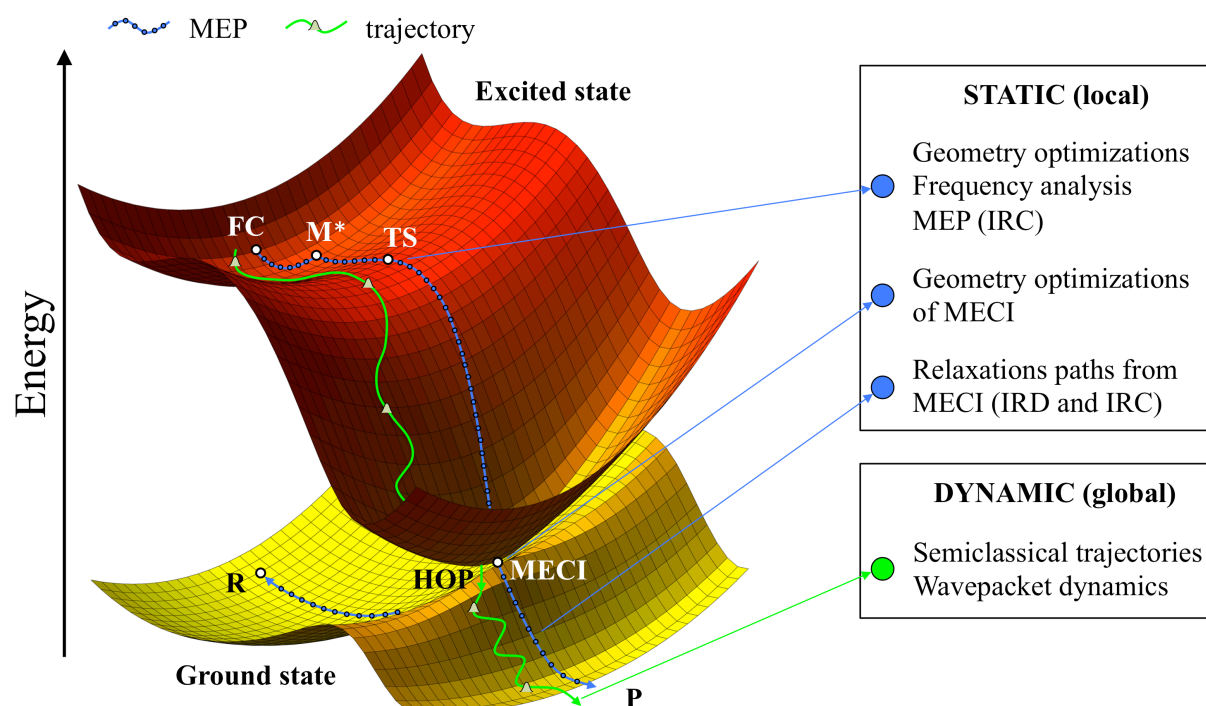 MEP
trajectory
Energy
Excited state
FC
M*
TS
R
HOP
MECI
Ground state
P
STATIC (local)
Geometry optimizations
Frequency analysis
MEP (IRC)
Geometry optimizations
of MECI
Relaxations paths from
MECI (IRD and IRC)
DYNAMIC (global)
Semiclassical trajectories
Wavepacket dynamics